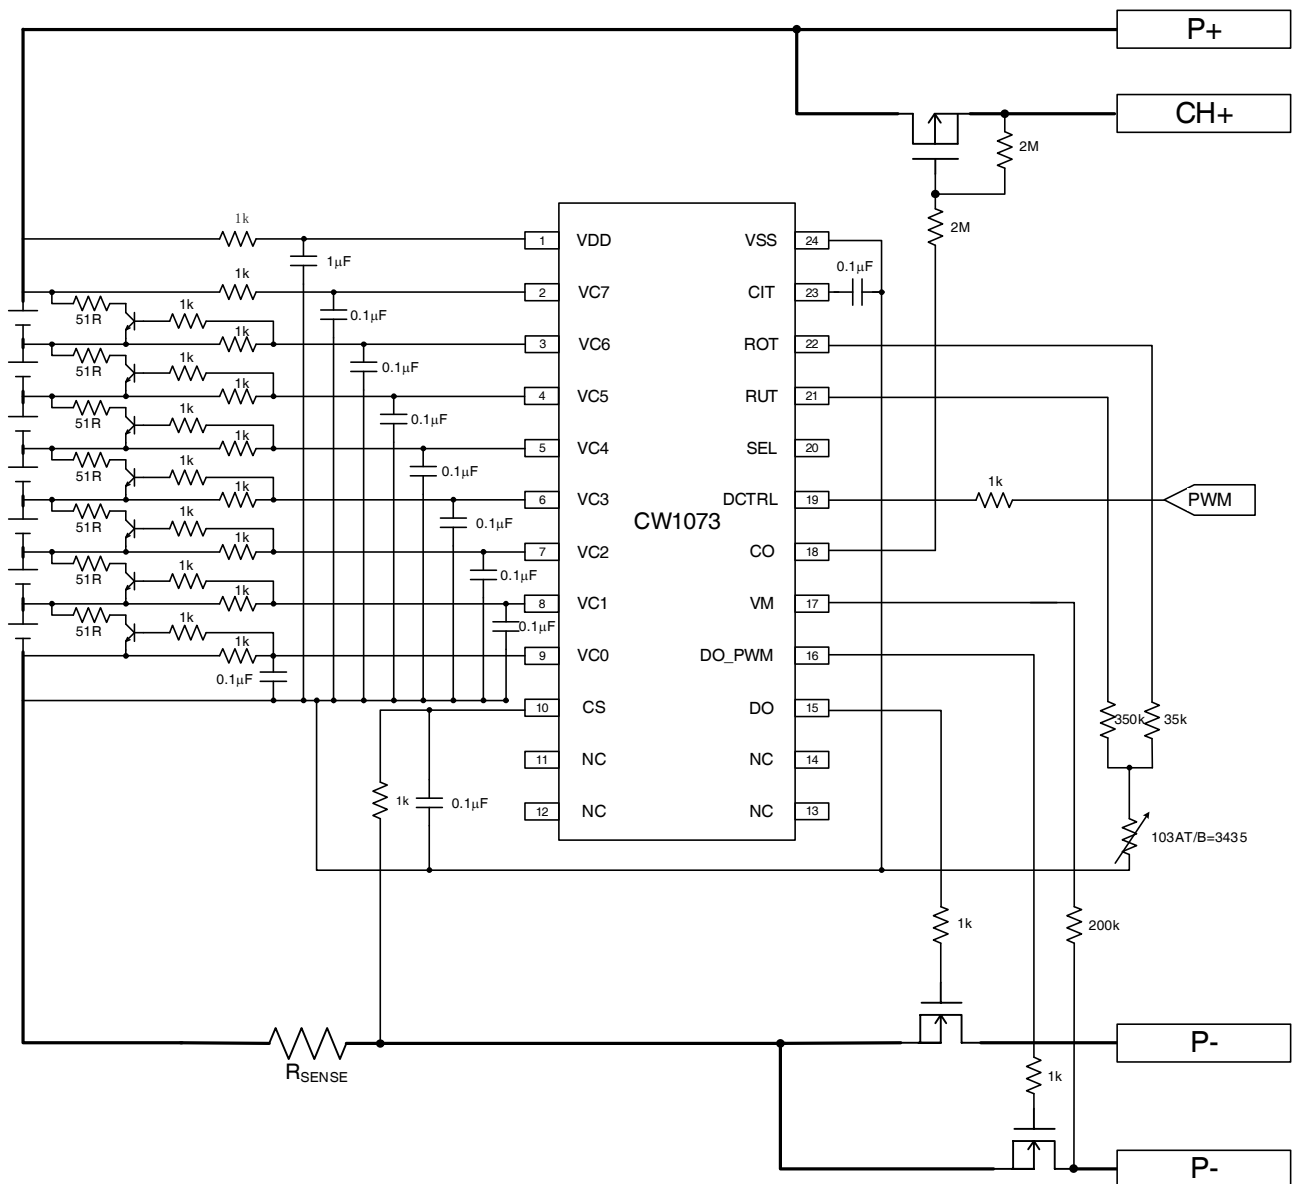 P+
CH+
2M
2M
1k
1 VDD
VSS 24
1μF
0.1μF
1k
2 VC7
CIT 23
51R
1k
0.1μF
1k
3 VC6
ROT 22
51R
1k
0.1μF
1k
4 VC5
RUT 21
51R
1k
0.1μF
1k
5 VC4
SEL 20
51R
1k
0.1μF
1k
6 VC3
DCTRL 19
1k
PWM
CW1073
51R
1k
0.1μF
1k
7 VC2
CO 18
51R
1k
0.1μF
1k
8 VC1
VM 17
51R
1k
0.1μF
1k
9 VC0
DO_PWM 16
0.1μF
10 CS
DO 15
350k
35k
11 NC
NC 14
1k
0.1μF
12 NC
NC 13
103AT/B=3435
1k
200k
RSENSE
P-
1k
P-